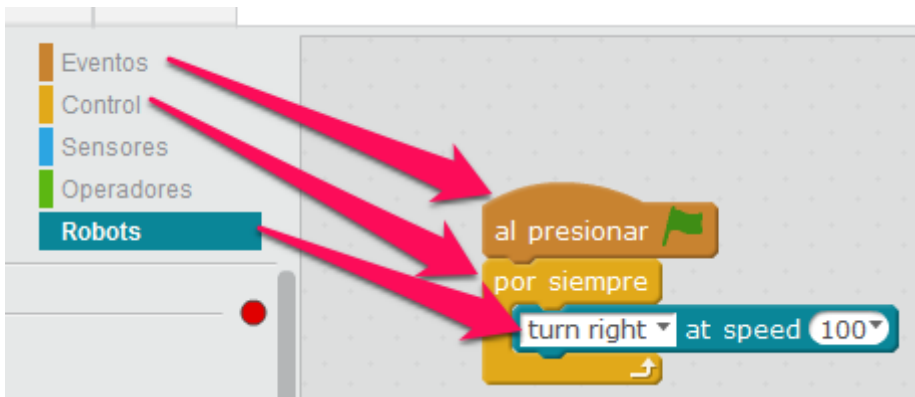 Eventos
Control
Sensores
Operadores
Robots
al presionar
por siempre
turn right at speed 100